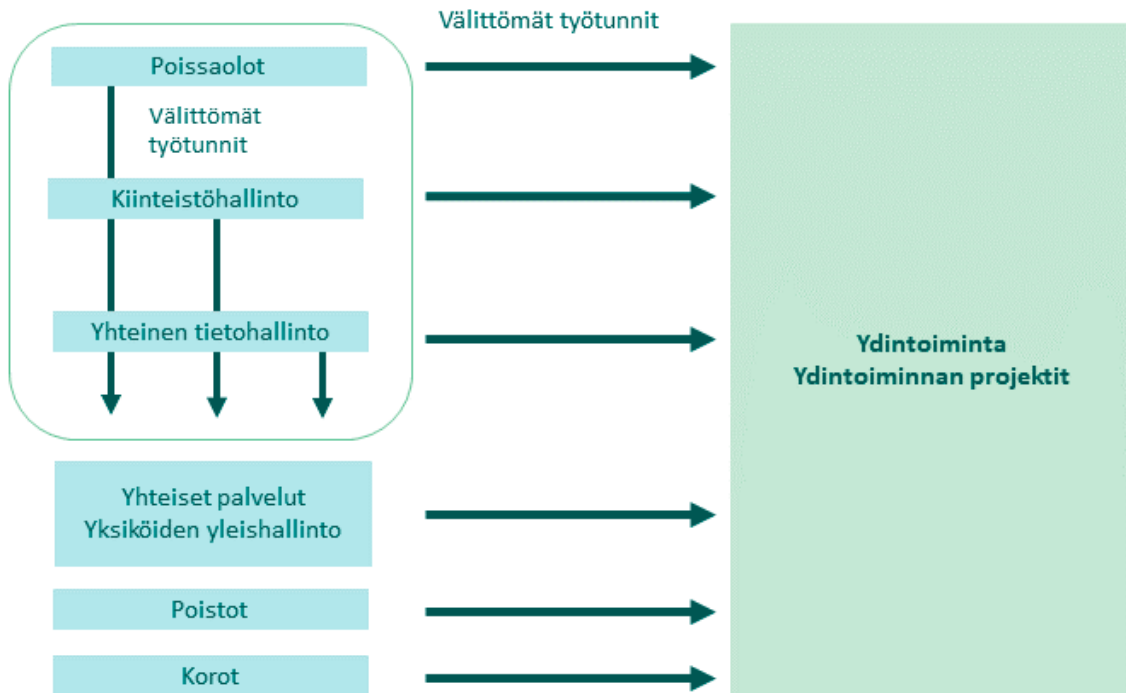 Välittömät työtunnit
Poissaolot
Välittömät
työtunnit
Kiinteistöhallinto
Yhteinen tietohallinto
Yhteiset palvelut
Yksiköiden yleishallinto
Poistot
Korot
Ydintoiminta
Ydintoiminnan projektit